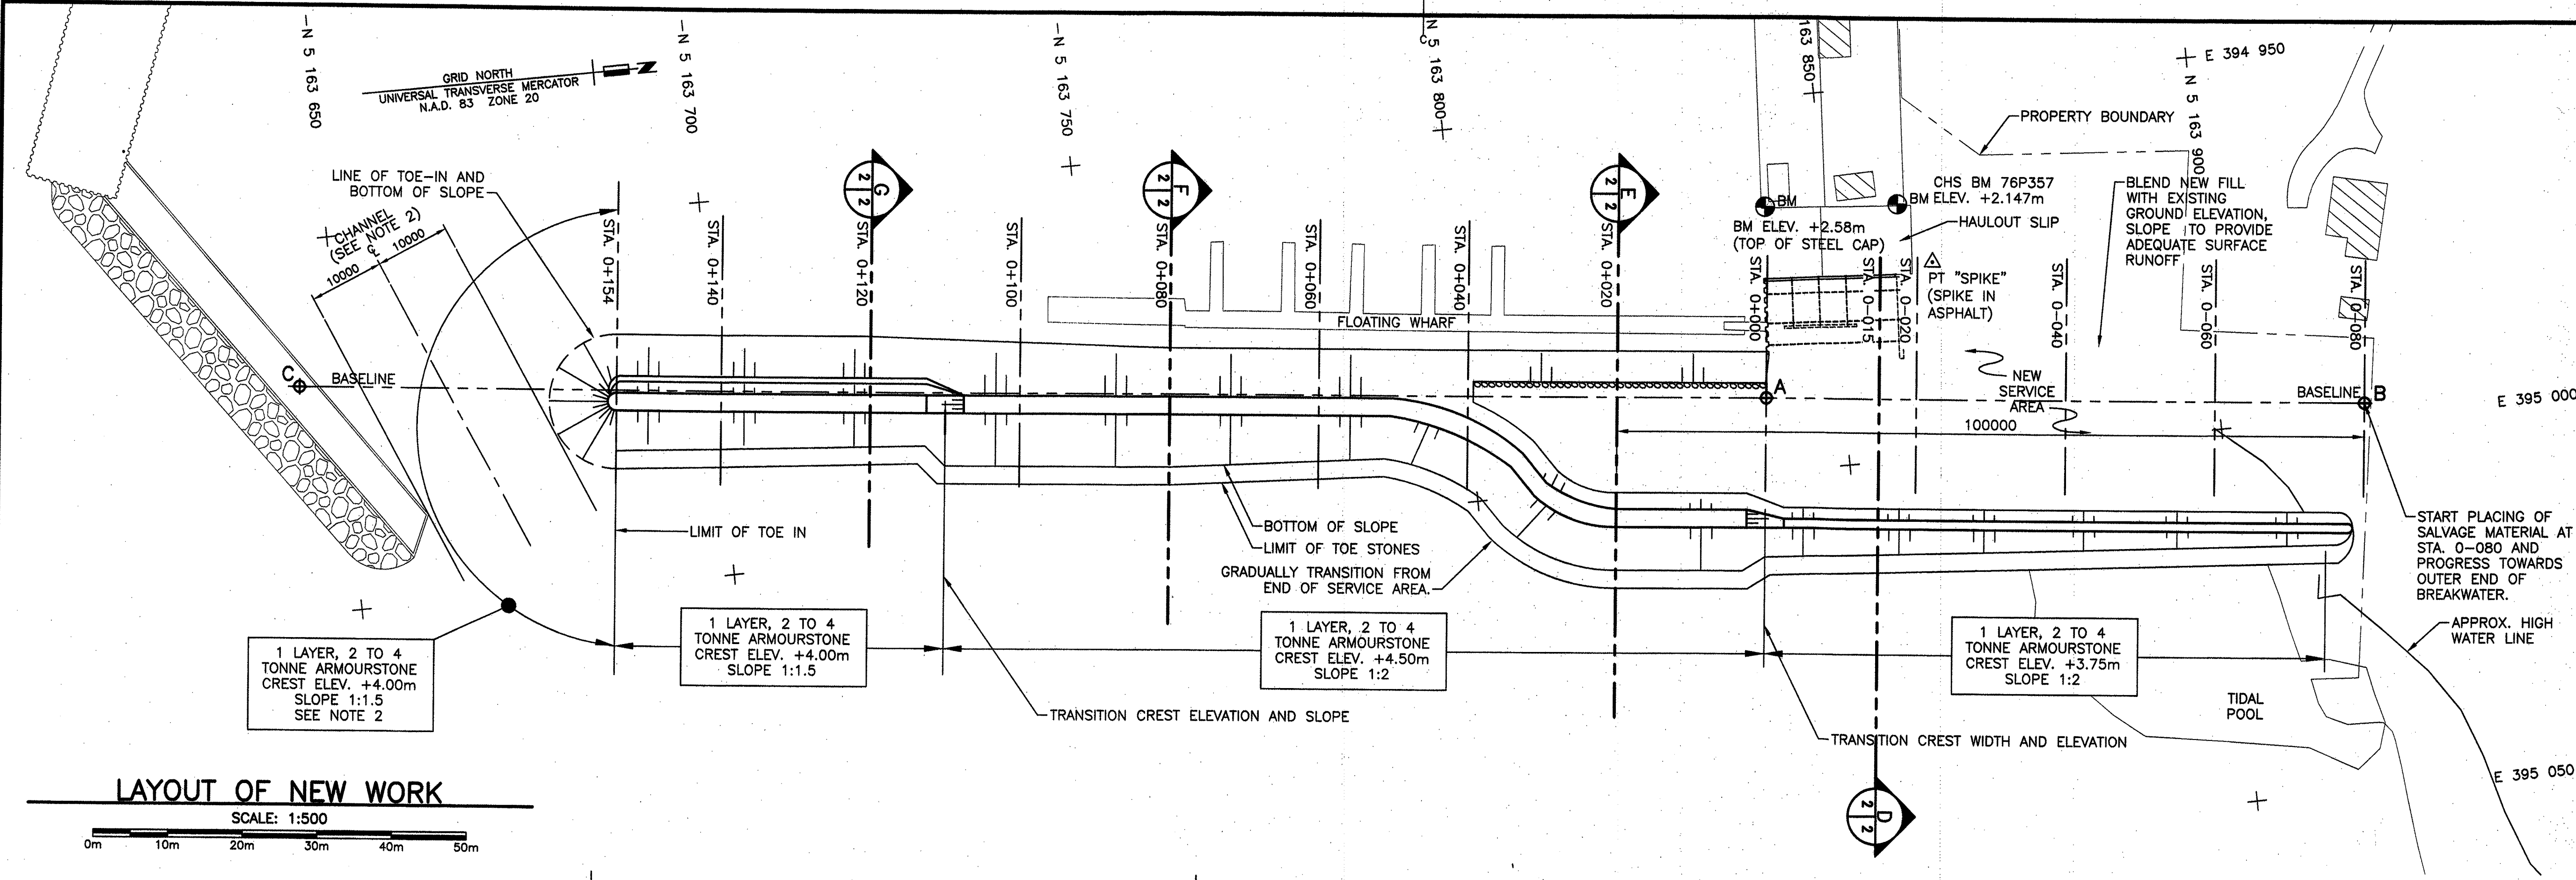 N 5 163 650
N 5 163 700
N 5 163 750
N 5 163 800
C
163 850
N 5 163 900
E 394 950
GRID NORTH
UNIVERSAL TRANSVERSE MERCATOR
N.A.D. 83 ZONE 20
N
LINE OF TOE-IN AND
BOTTOM OF SLOPE
CHANNEL
(SEE NOTE 2)
10000
10000
STA. 0+154
STA. 0+140
STA. 0+120
STA. 0+100
STA. 0+080
STA. 0+060
STA. 0+040
STA. 0+020
STA. 0+000
STA. 0-015
STA. 0-020
STA. 0-040
STA. 0-060
STA. 0-080
G
2
2
F
2
2
E
2
2
BM
BM ELEV. +2.58m
(TOP OF STEEL CAP)
CHS BM 76P357
BM ELEV. +2.147m
HAULOUT SLIP
PT "SPIKE"
(SPIKE IN
ASPHALT)
PROPERTY BOUNDARY
BLEND NEW FILL
WITH EXISTING
GROUND ELEVATION,
SLOPE TO PROVIDE
ADEQUATE SURFACE
RUNOFF
FLOATING WHARF
C
BASELINE
A
NEW
SERVICE
AREA
BASELINE
B
E 395 000
100000
LIMIT OF TOE IN
BOTTOM OF SLOPE
LIMIT OF TOE STONES
GRADUALLY TRANSITION FROM
END OF SERVICE AREA.
START PLACING OF
SALVAGE MATERIAL AT
STA. 0-080 AND
PROGRESS TOWARDS
OUTER END OF
BREAKWATER.
APPROX. HIGH
WATER LINE
1 LAYER, 2 TO 4
TONNE ARMOURSTONE
CREST ELEV. +4.00m
SLOPE 1:1.5
SEE NOTE 2
1 LAYER, 2 TO 4
TONNE ARMOURSTONE
CREST ELEV. +4.00m
SLOPE 1:1.5
1 LAYER, 2 TO 4
TONNE ARMOURSTONE
CREST ELEV. +4.50m
SLOPE 1:2
1 LAYER, 2 TO 4
TONNE ARMOURSTONE
CREST ELEV. +3.75m
SLOPE 1:2
TRANSITION CREST ELEVATION AND SLOPE
TRANSITION CREST WIDTH AND ELEVATION
TIDAL
POOL
E 395 050
D
2
2
LAYOUT OF NEW WORK
SCALE: 1:500
0m
10m
20m
30m
40m
50m